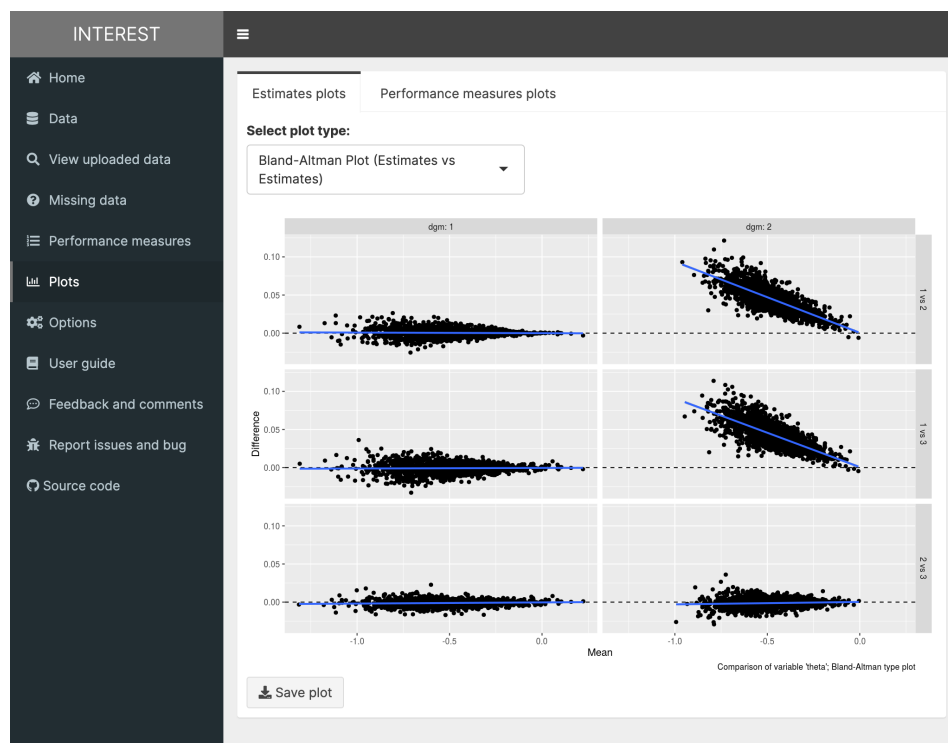 INTEREST
Home
Data
View uploaded data
Missing data
Performance measures
Plots
Options
User guide
Feedback and comments
Report issues and bug
Source code
Estimates plots
Performance measures plots
Select plot type:
Bland-Altman Plot (Estimates vs
Estimates)
dgm: 1
dgm: 2
0.10
0.05
0.00
1 vs 2
0.10
0.05
0.00
1 vs 3
Difference
0.10
0.05
0.00
2 vs 3
-1.0
-0.5
0.0
-1.0
-0.5
0.0
Mean
Comparison of variable 'theta'; Bland-Altman type plot
Save plot